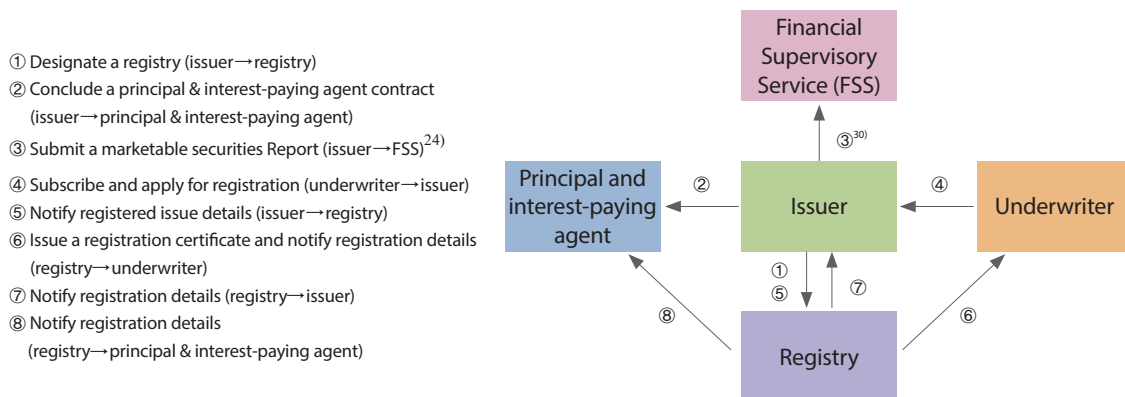 ① Designate a registry (issuer→registry)
② Conclude a principal & interest-paying agent contract
(issuer→principal & interest-paying agent)
③ Submit a marketable securities Report (issuer→FSS)24)
④ Subscribe and apply for registration (underwriter→issuer)
⑤ Notify registered issue details (issuer→registry)
⑥ Issue a registration certificate and notify registration details
(registry→underwriter)
⑦ Notify registration details (registry→issuer)
⑧ Notify registration details
(registry→principal & interest-paying agent)
Financial
Supervisory
Service (FSS)
③30)
Principal and
interest-paying
agent
②
Issuer
④
Underwriter
①
⑤
⑦
⑧
⑥
Registry